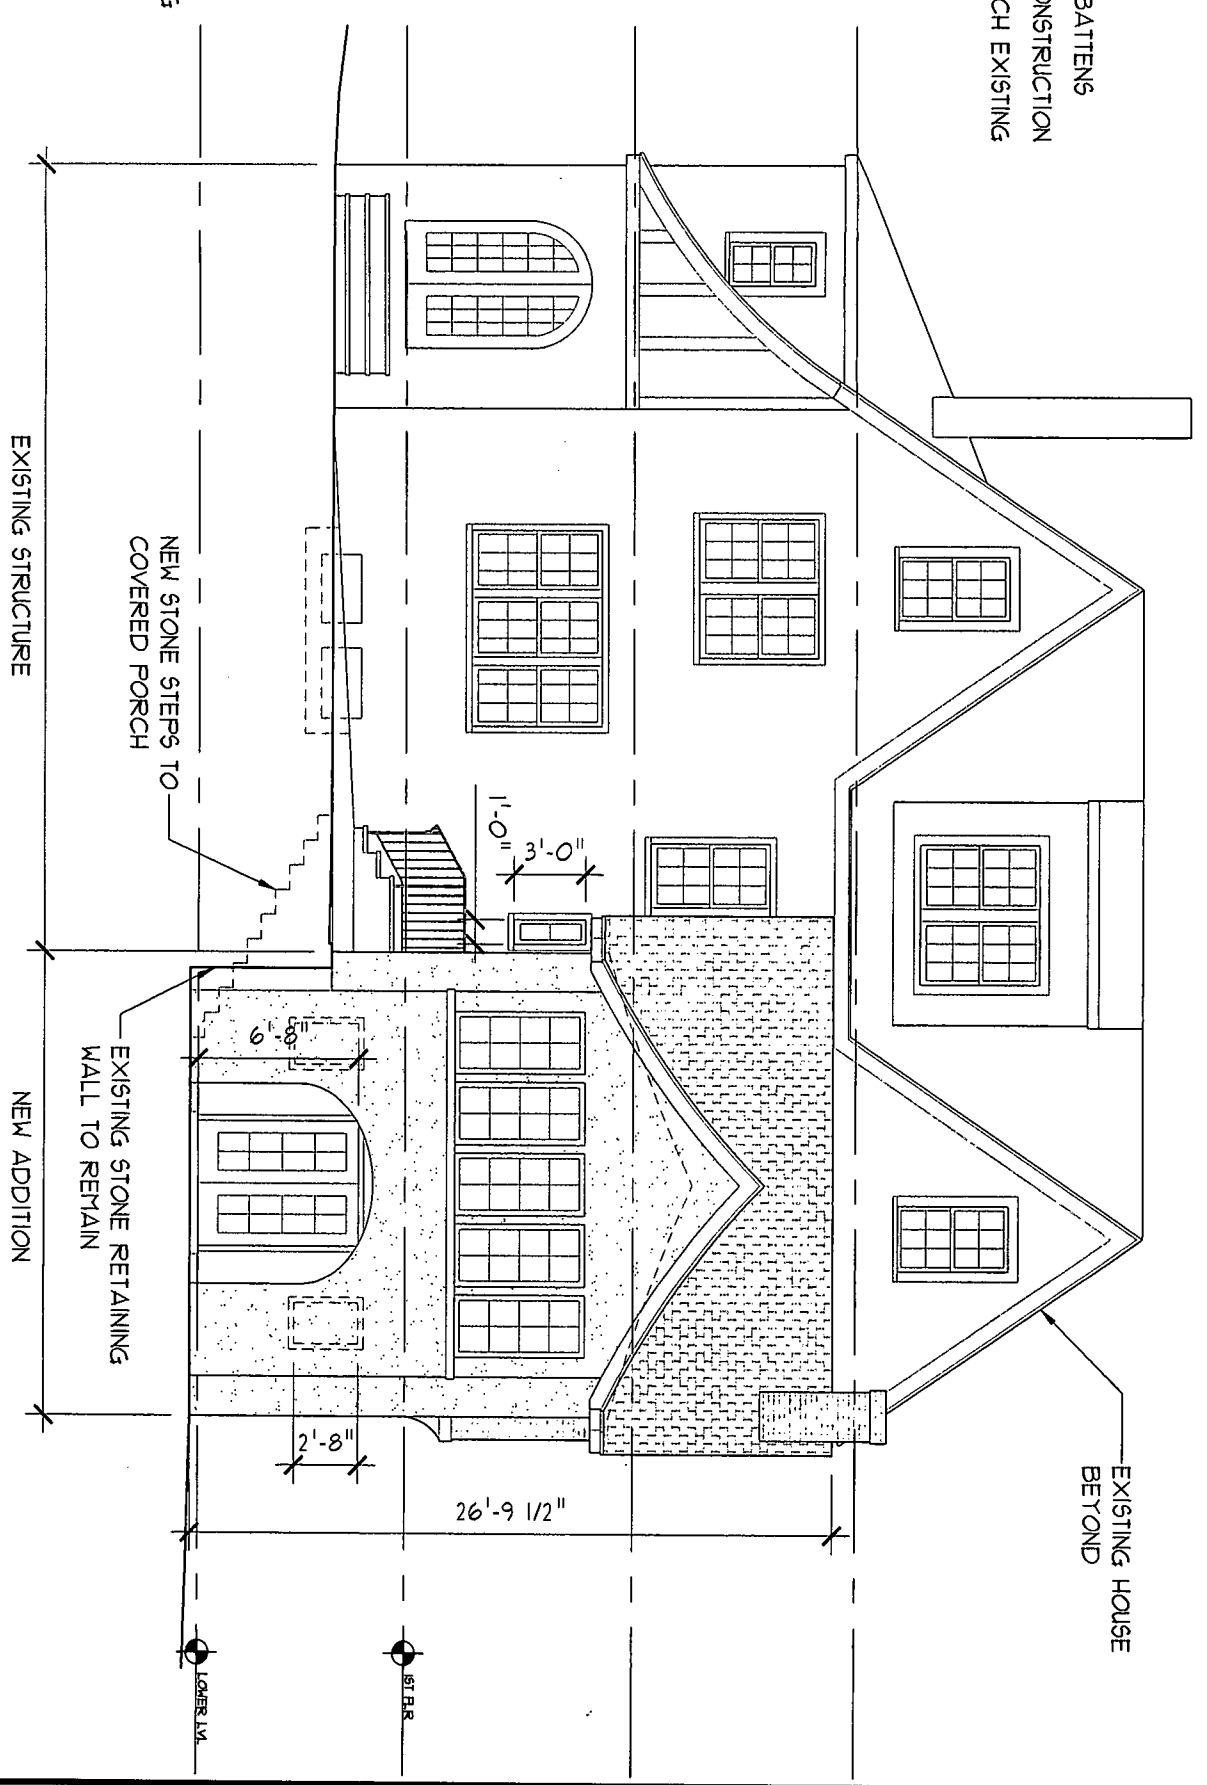 BATTENS
ONSTRUCTION
CH EXISTING
EXISTING HOUSE
BEYOND
1'-0"
3'-0"
6'-8"
2'-8"
26'-9 1/2"
1ST FLR
LOWER LVL
NEW STONE STEPS TO
COVERED PORCH
EXISTING STONE RETAINING
WALL TO REMAIN
EXISTING STRUCTURE
NEW ADDITION
G